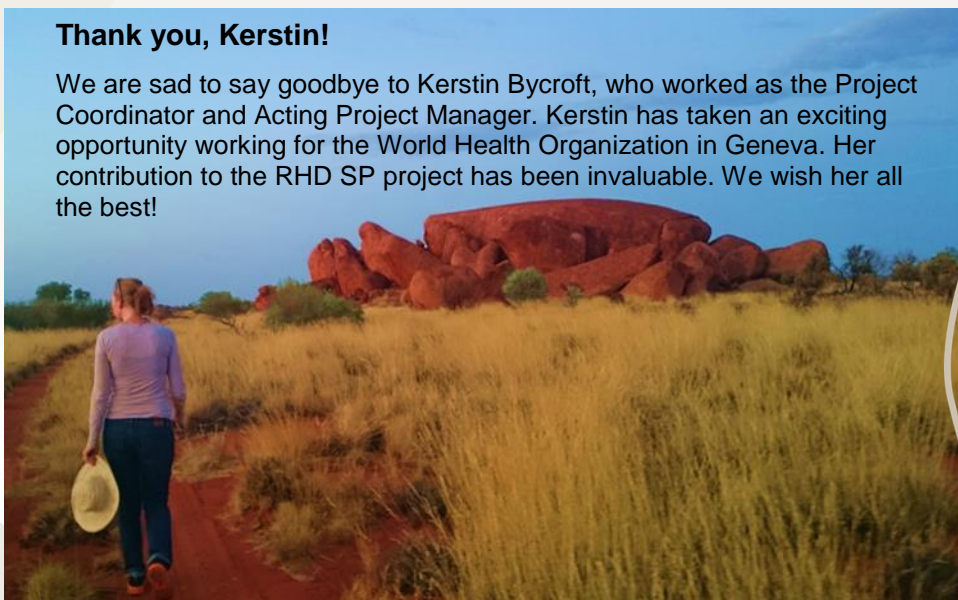 Thank you, Kerstin!
We are sad to say goodbye to Kerstin Bycroft, who worked as the Project
Coordinator and Acting Project Manager. Kerstin has taken an exciting
opportunity working for the World Health Organization in Geneva. Her
contribution to the RHD SP project has been invaluable. We wish her all
the best!